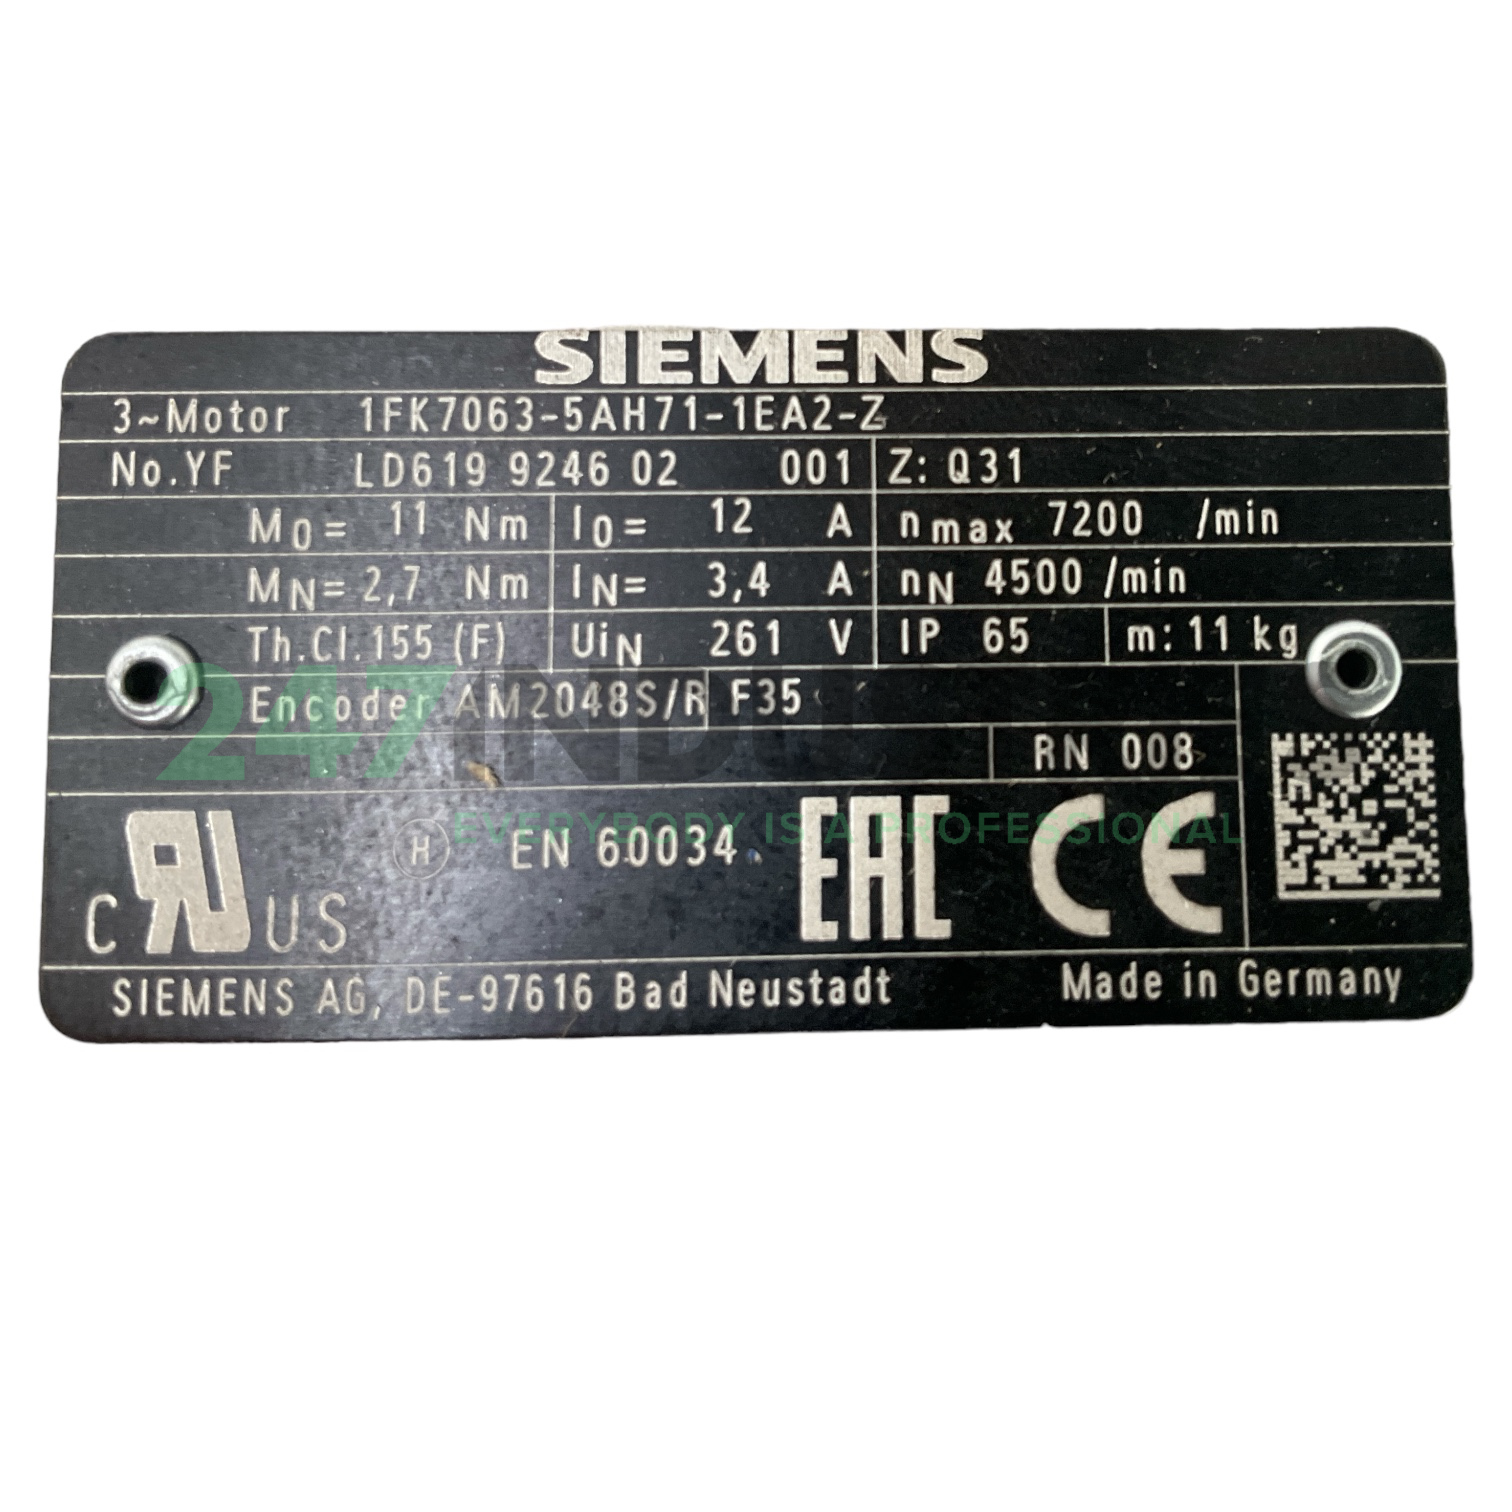 SIEMENS
3~Motor 1FK7063-5AH71-1EA2-Z
No.YF LD619 9246 02 001 Z: Q31
M0= 11 Nm I0= 12 A nmax 7200 /min
MN= 2,7 Nm IN= 3,4 A nN 4500 /min
Th.Cl.155 (F) UiN 261 V IP 65 m: 11 kg
Encoder AM2048S/R F35
247INDU
RN 008
EVERYBODY IS A PROFESSIONAL
c RU US H EN 60034 EAC CE
SIEMENS AG, DE-97616 Bad Neustadt Made in Germany